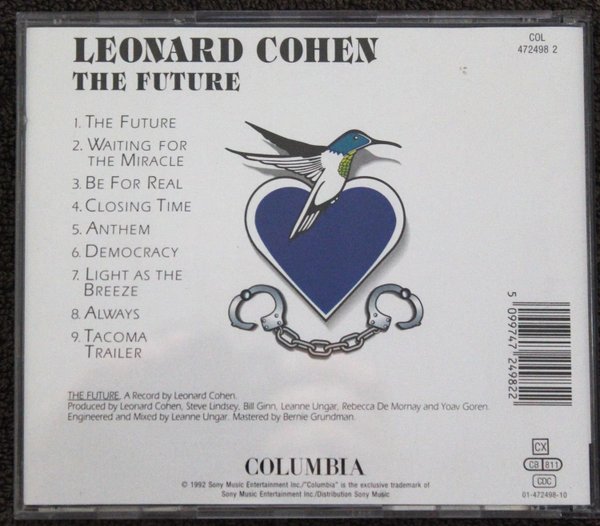 LEONARD COHEN
THE FUTURE
COL
472498 2
1. THE FUTURE
2. WAITING FOR
THE MIRACLE
3. BE FOR REAL
4. CLOSING TIME
5. ANTHEM
6. DEMOCRACY
7. LIGHT AS THE
BREEZE
8. ALWAYS
9. TACOMA
TRAILER
5 099747 249822
THE FUTURE, A Record by Leonard Cohen.
Produced by Leonard Cohen, Steve Lindsey, Bill Ginn, Leanne Ungar, Rebecca De Mornay and Yoav Goren.
Engineered and Mixed by Leanne Ungar. Mastered by Bernie Grundman.
COLUMBIA
© 1992 Sony Music Entertainment Inc./"Columbia" is the exclusive trademark of
Sony Music Entertainment Inc./Distribution Sony Music
CX
CB 811
CDC
01-472498-10